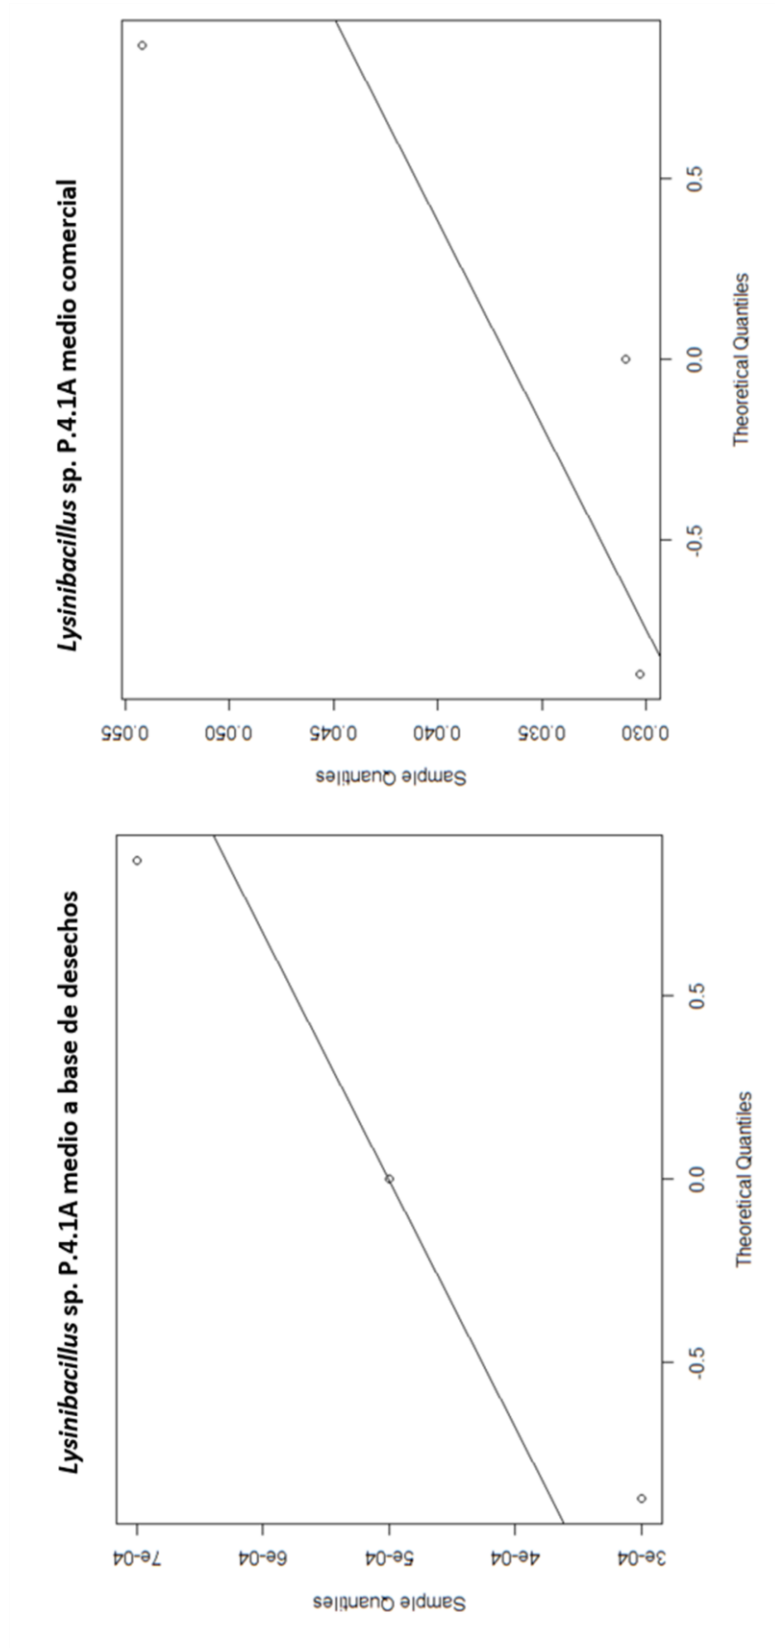 Lysinibacillus sp. P.4.1A medio a base de desechos
Sample Quantiles
7e-04
6e-04
5e-04
4e-04
3e-04
-0.5
0.0
0.5
Theoretical Quantiles
Lysinibacillus sp. P.4.1A medio comercial
Sample Quantiles
0.055
0.050
0.045
0.040
0.035
0.030
-0.5
0.0
0.5
Theoretical Quantiles